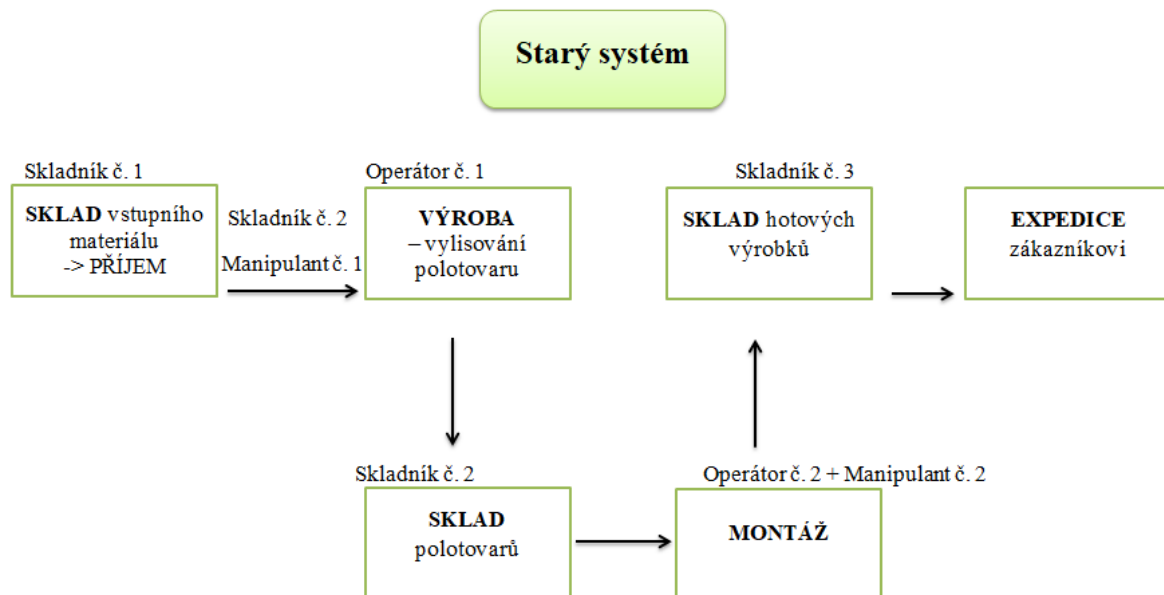 Starý systém
Skladník č. 1
SKLAD vstupního
materiálu
-> PŘÍJEM
Skladník č. 2
Manipulant č. 1
Operátor č. 1
VÝROBA
– vylisování
polotovaru
Skladník č. 3
SKLAD hotových
výrobků
EXPEDICE
zákazníkovi
Skladník č. 2
SKLAD
polotovarů
Operátor č. 2 + Manipulant č. 2
MONTÁŽ